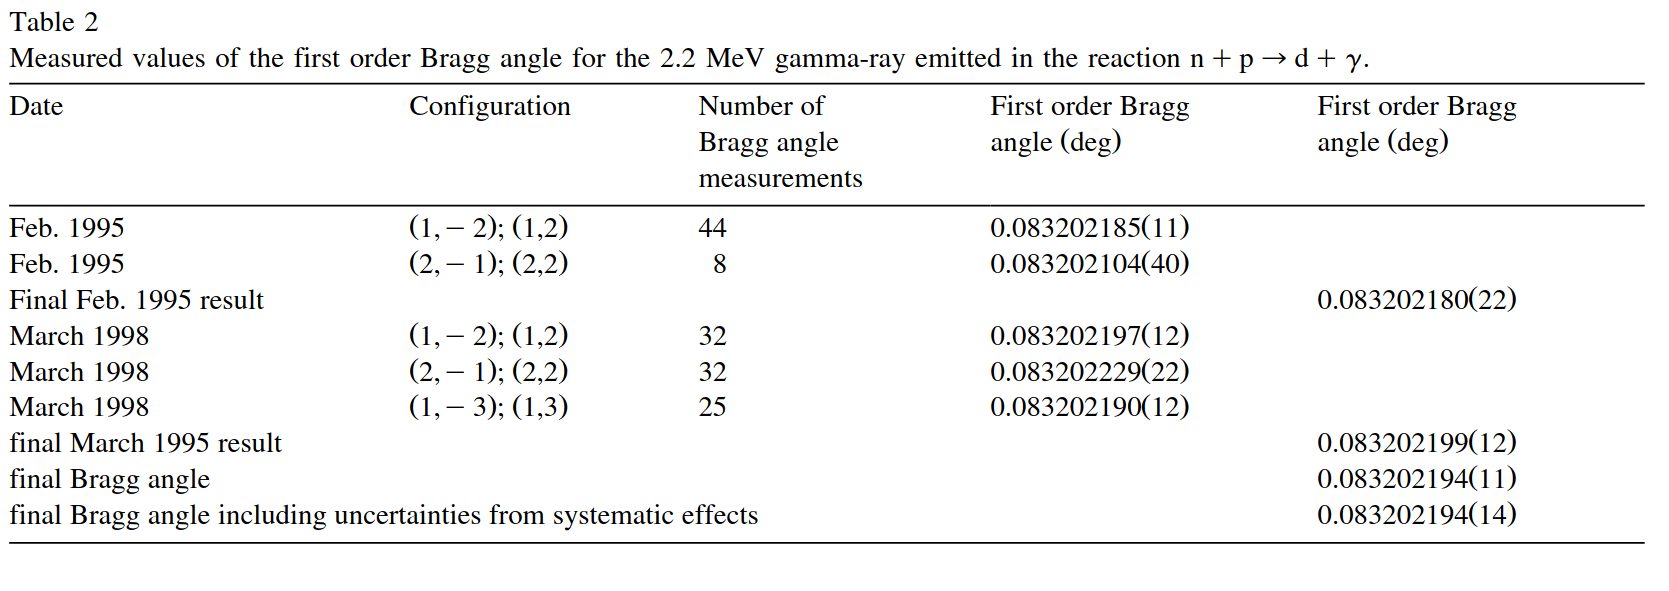 Table 2
Measured values of the first order Bragg angle for the 2.2 MeV gamma-ray emitted in the reaction n + p → d + γ.
Date Configuration Number of Bragg angle measurements First order Bragg angle (deg) First order Bragg angle (deg)
Feb. 1995 (1, − 2); (1,2) 44 0.083202185(11)
Feb. 1995 (2, − 1); (2,2) 8 0.083202104(40)
Final Feb. 1995 result 0.083202180(22)
March 1998 (1, − 2); (1,2) 32 0.083202197(12)
March 1998 (2, − 1); (2,2) 32 0.083202229(22)
March 1998 (1, − 3); (1,3) 25 0.083202190(12)
final March 1995 result 0.083202199(12)
final Bragg angle 0.083202194(11)
final Bragg angle including uncertainties from systematic effects 0.083202194(14)